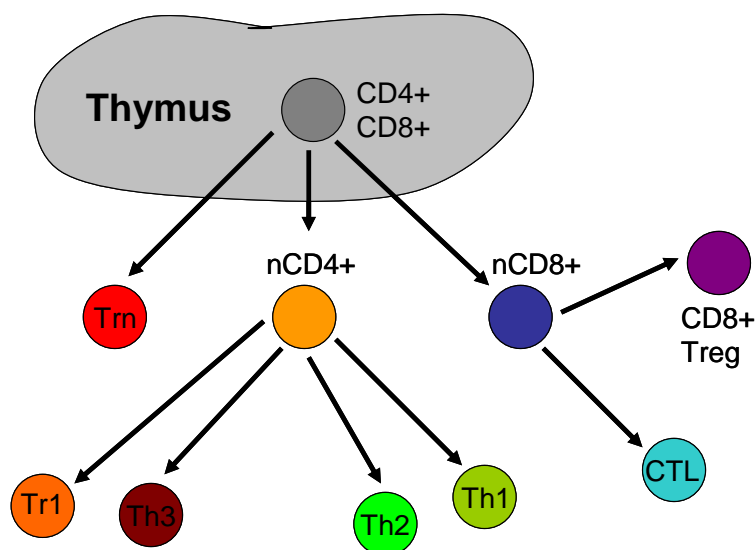 Thymus
CD4+
CD8+
nCD4+
nCD8+
Trn
CD8+
Treg
CTL
Tr1
Th3
Th2
Th1